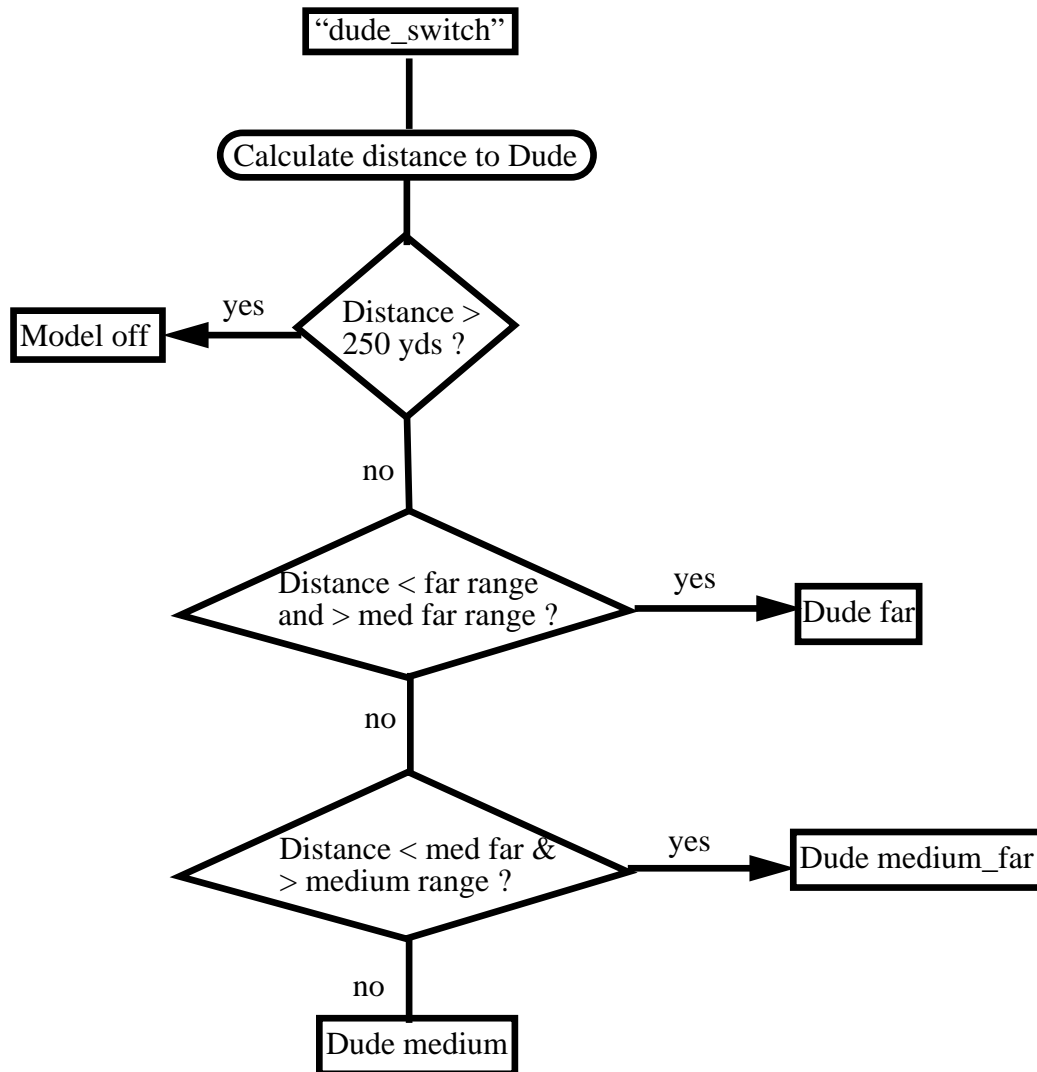 “dude_switch”
Calculate distance to Dude
Distance >
250 yds ?
yes
Model off
no
Distance < far range
and > med far range ?
yes
Dude far
no
Distance < med far &
> medium range ?
yes
Dude medium_far
no
Dude medium